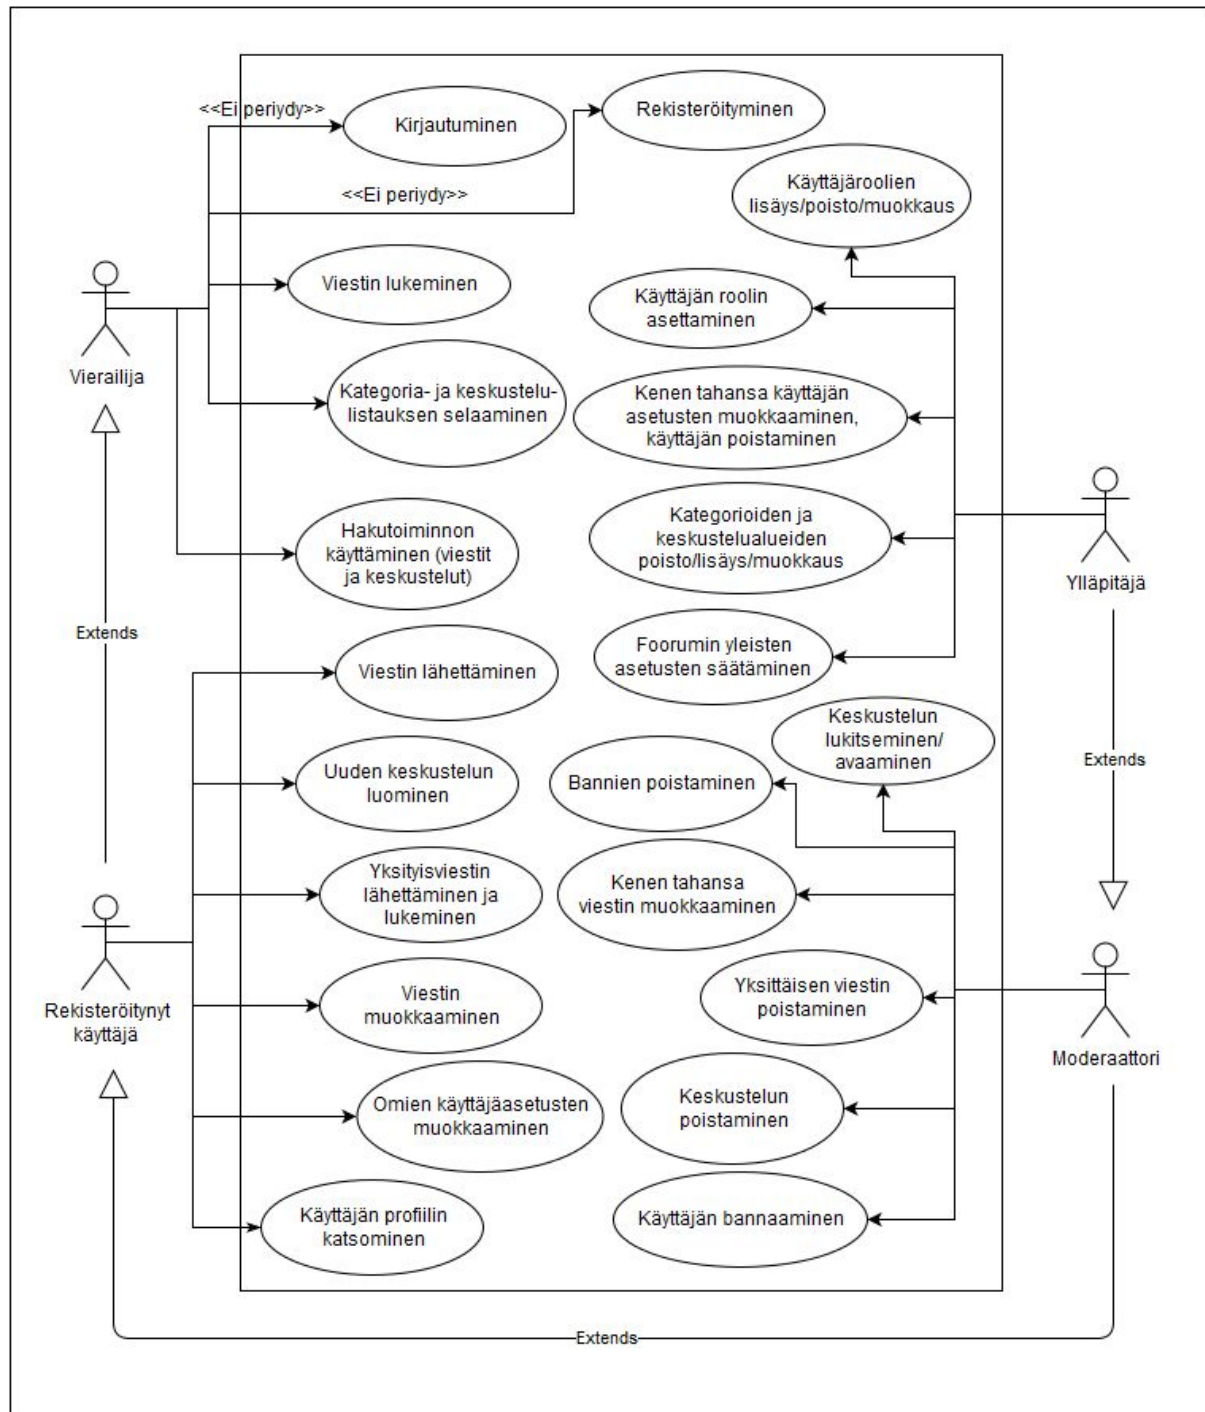 <<Ei periydy>>
Kirjautuminen
Rekisteröityminen
<<Ei periydy>>
Käyttäjäroolien
lisäys/poisto/muokkaus
Viestin lukeminen
Käyttäjän roolin
asettaminen
Vierailija
Kategoria- ja keskustelu-
listauksen selaaminen
Kenen tahansa käyttäjän
asetusten muokkaaminen,
käyttäjän poistaminen
Hakutoiminnon
käyttäminen (viestit
ja keskustelut)
Kategorioiden ja
keskustelualueiden
poisto/lisäys/muokkaus
Ylläpitäjä
Extends
Viestin lähettäminen
Foorumin yleisten
asetusten säätäminen
Keskustelun
lukitseminen/
avaaminen
Extends
Uuden keskustelun
luominen
Bannien poistaminen
Yksityisviestin
lähettäminen ja
lukeminen
Kenen tahansa
viestin muokkaaminen
Rekisteröitynyt
käyttäjä
Viestin
muokkaaminen
Yksittäisen viestin
poistaminen
Moderaattori
Omien käyttäjäasetusten
muokkaaminen
Keskustelun
poistaminen
Käyttäjän profiilin
katsominen
Käyttäjän bannaaminen
Extends